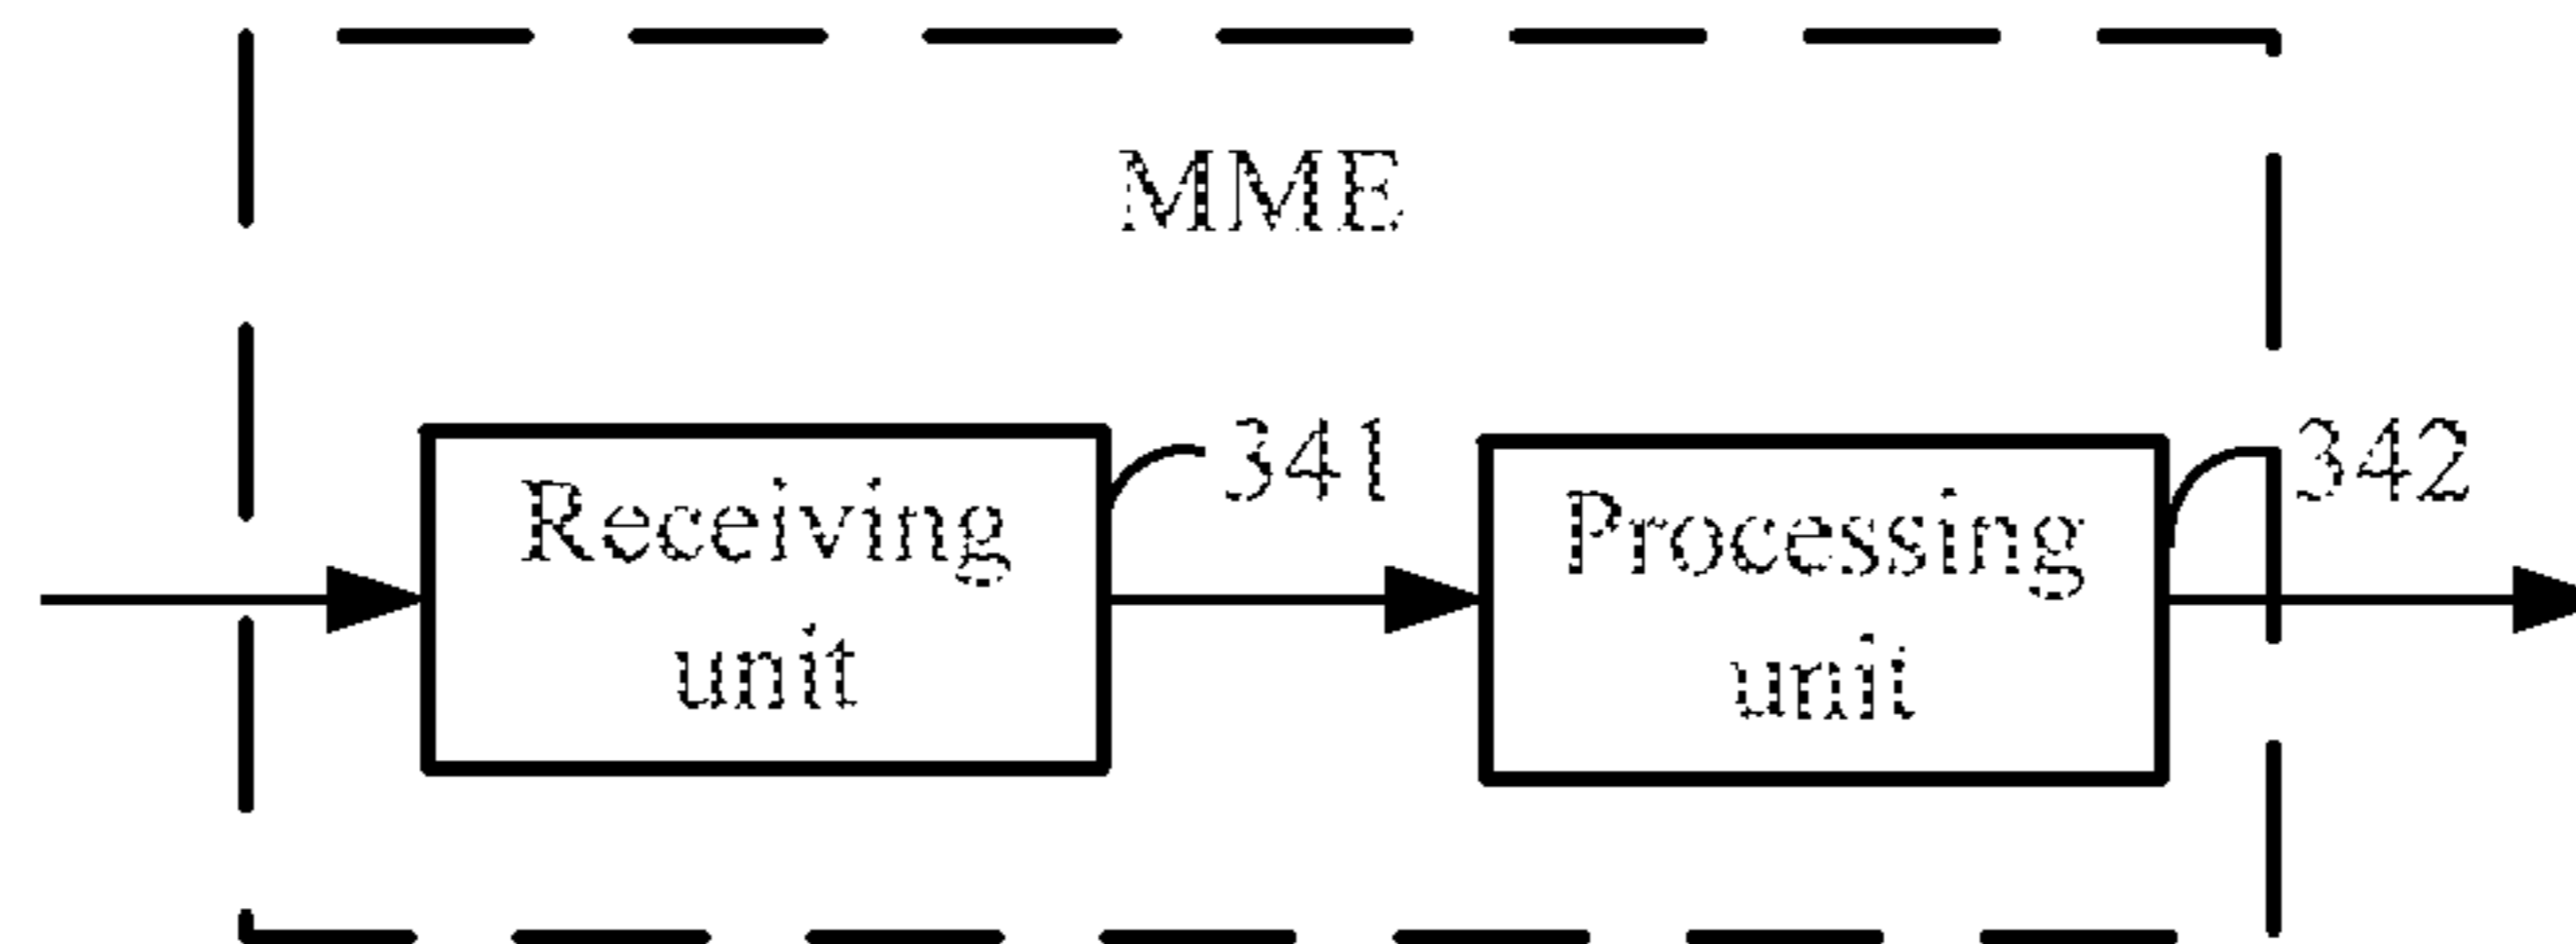 MME
Receiving
unit
341
Processing
unit
342